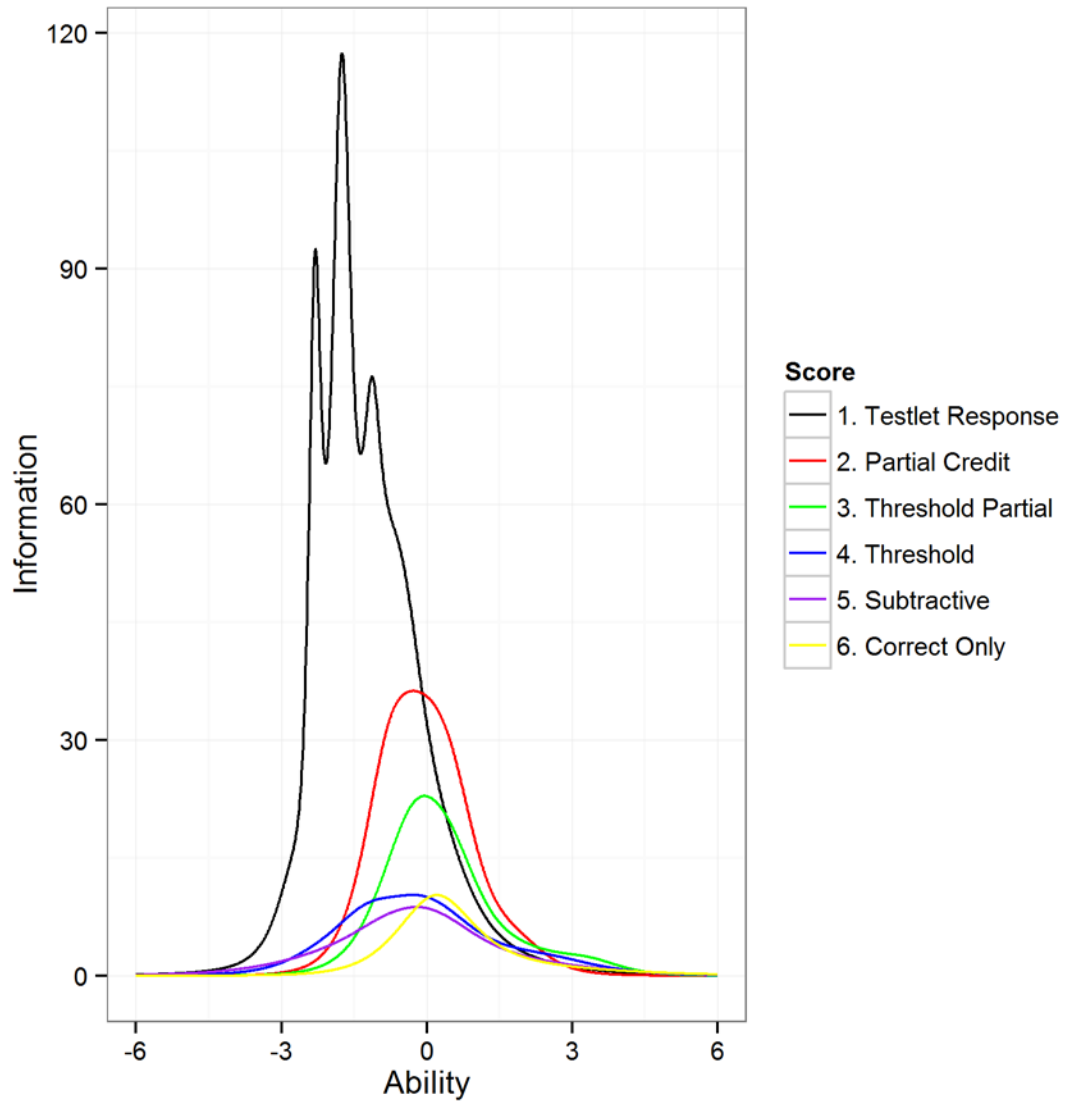 120
90
60
30
0
Information
-6
-3
0
3
6
Ability
Score
1. Testlet Response
2. Partial Credit
3. Threshold Partial
4. Threshold
5. Subtractive
6. Correct Only